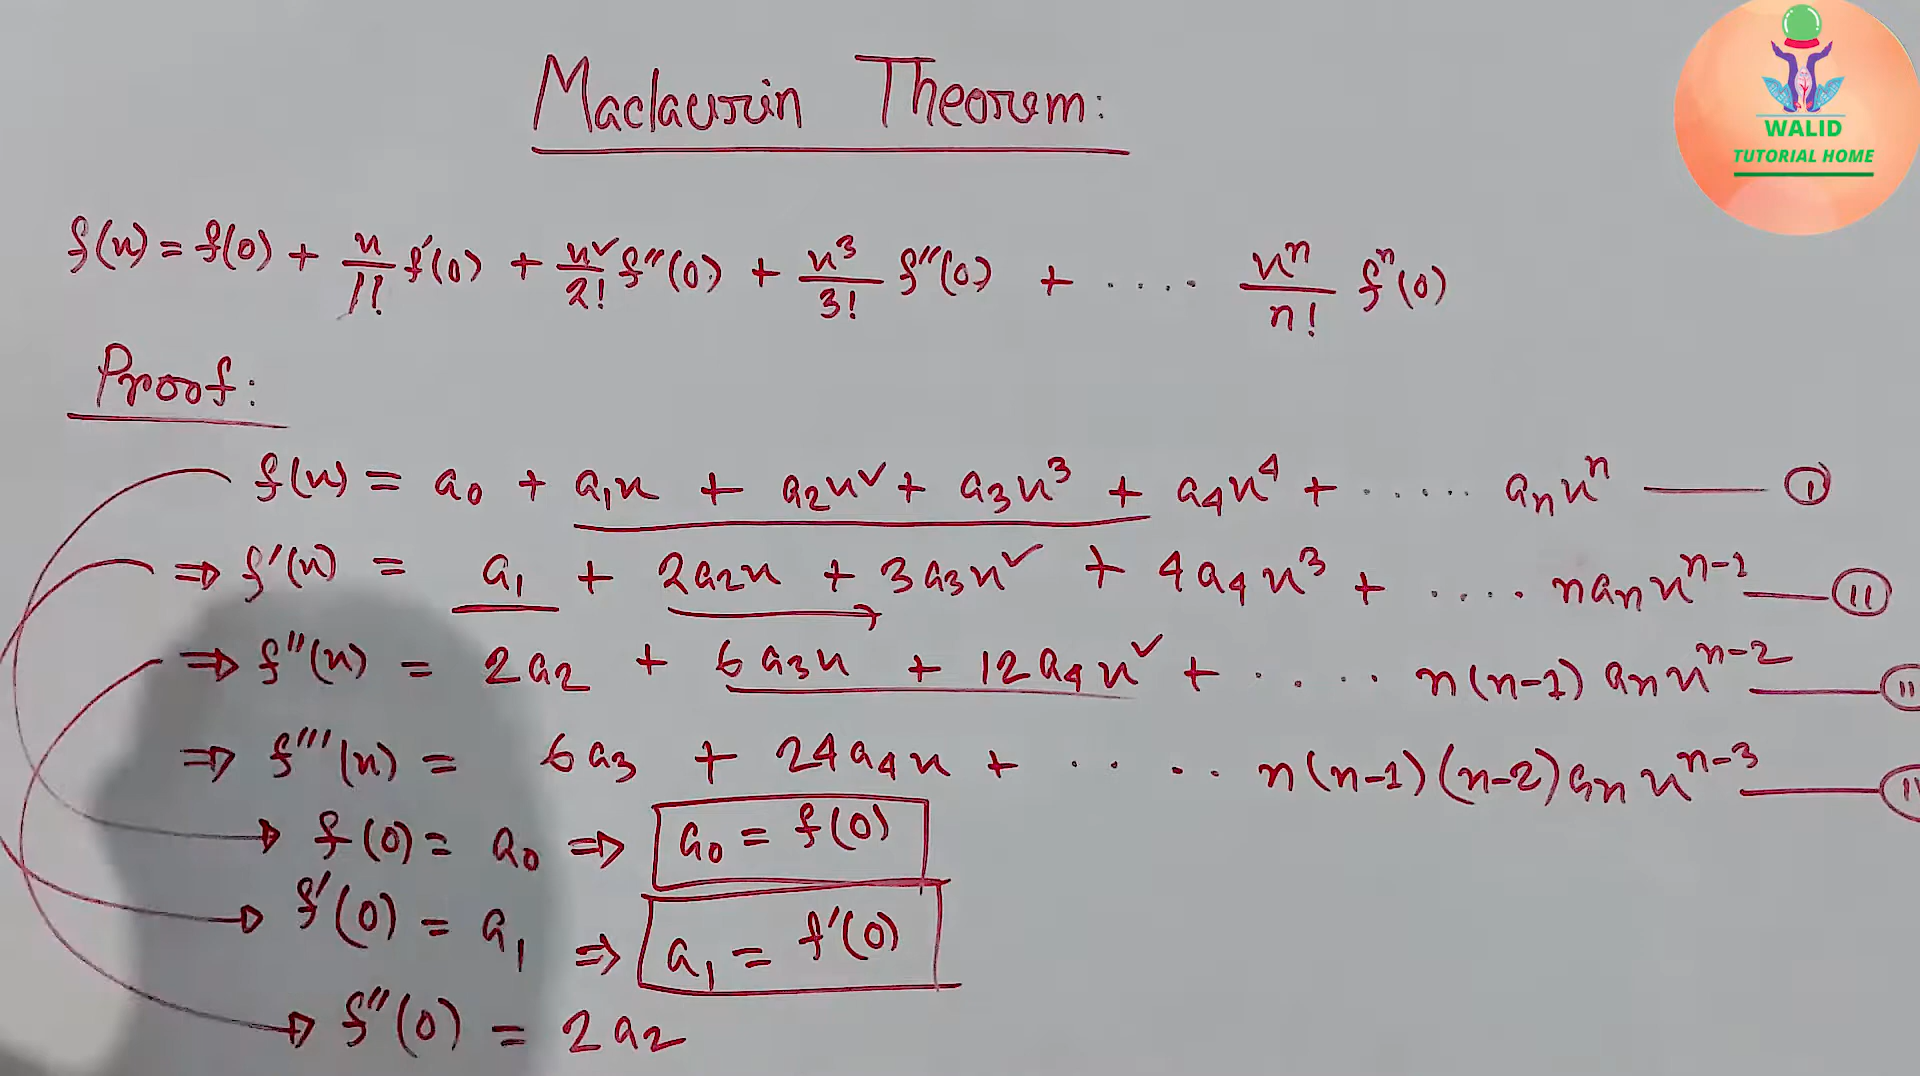 WALID
TUTORIAL HOME
Maclaurin Theorem:
f(x) = f(0) + x/1! f'(0) + x²/2! f''(0) + x³/3! f''(0) + .... xⁿ/n! fⁿ(0)
Proof:
f(x) = a₀ + a₁x + a₂x² + a₃x³ + a₄x⁴ + ..... aₙxⁿ —— (I)
⇒ f'(x) = a₁ + 2a₂x + 3a₃x² + 4a₄x³ + .... naₙxⁿ⁻¹ —— (II)
⇒ f''(x) = 2a₂ + 6a₃x + 12a₄x² + ..... n(n-1) aₙxⁿ⁻² ——
⇒ f'''(x) = 6a₃ + 24a₄x + ..... n(n-1)(n-2)aₙxⁿ⁻³ ——
f(0) = a₀ ⇒ a₀ = f(0)
f'(0) = a₁ ⇒ a₁ = f'(0)
f''(0) = 2a₂